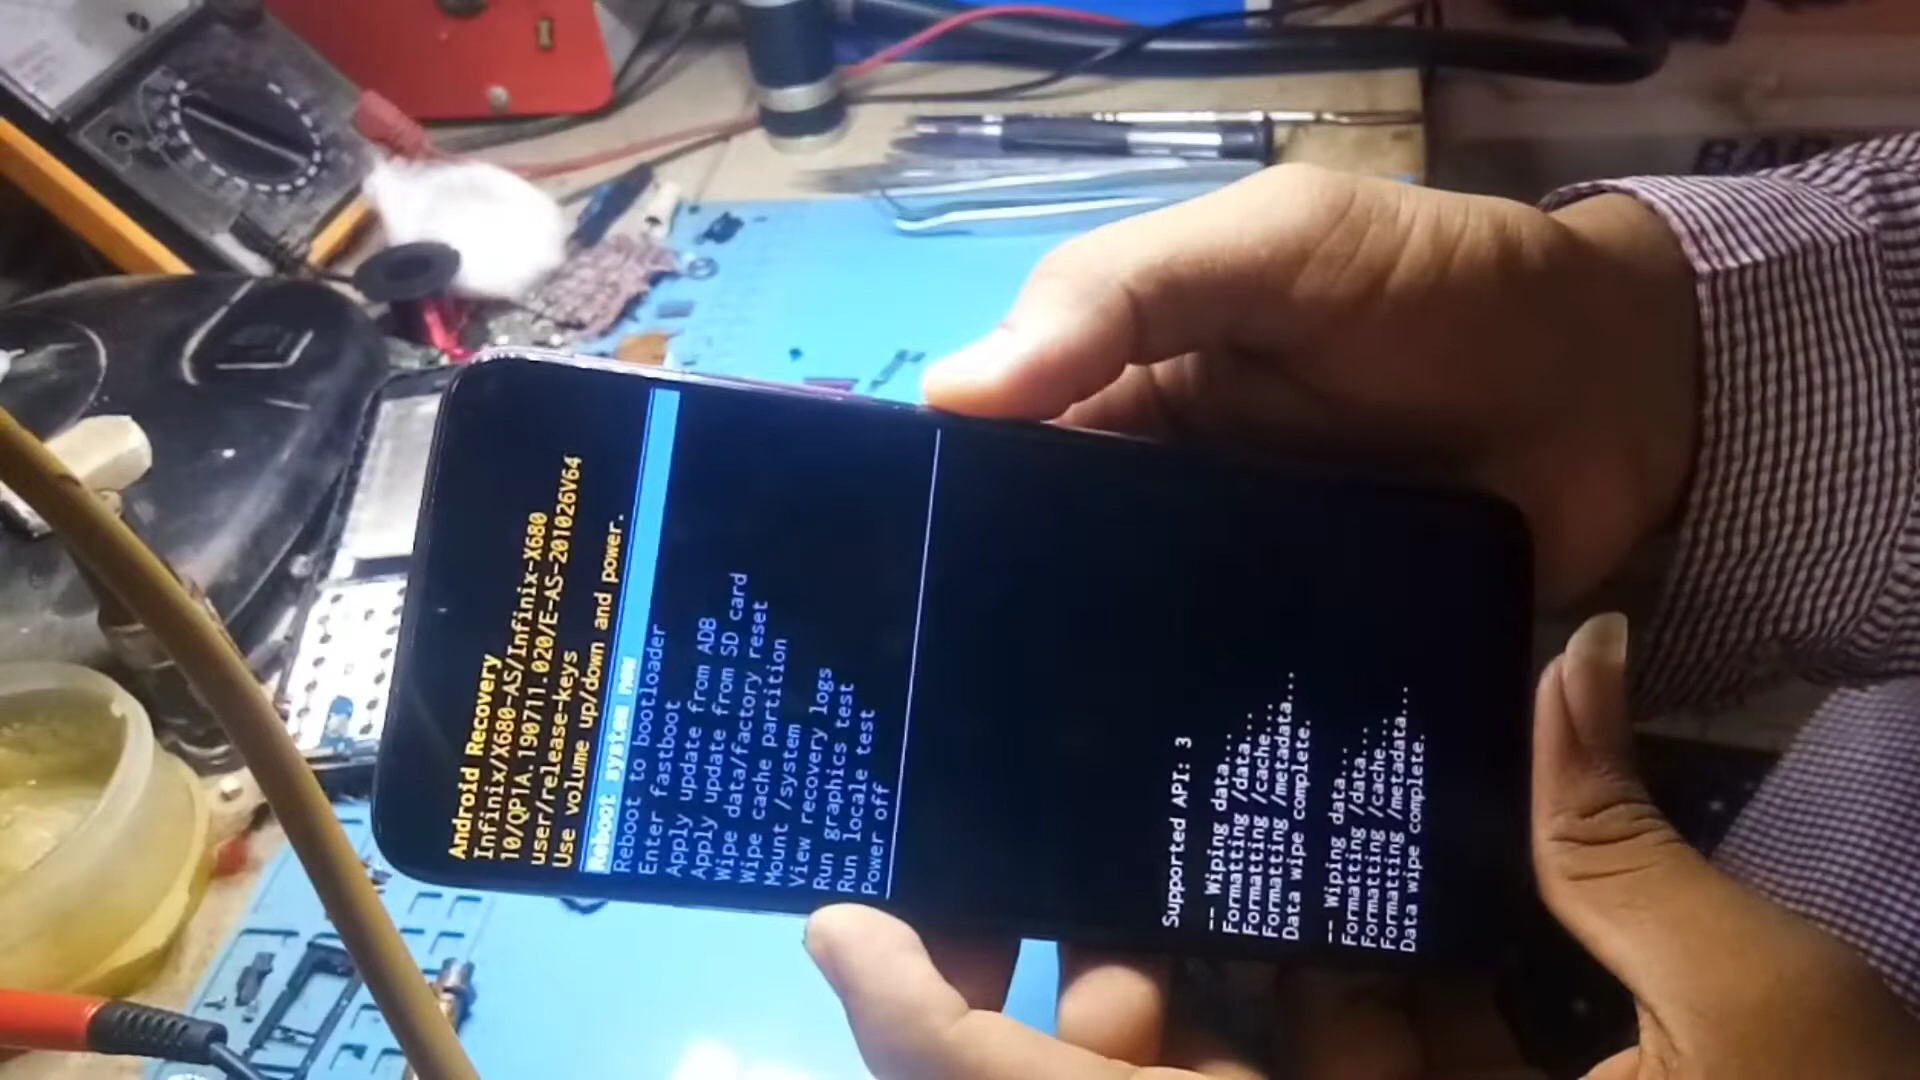 Android Recovery
Infinix/X680-AS/Infinix-X680
10/QP1A.190711.020/E-AS-201026V64
user/release-keys
Use volume up/down and power.
Reboot system now
Reboot to bootloader
Enter fastboot
Apply update from ADB
Apply update from SD card
Wipe data/factory reset
Wipe cache partition
Mount /system
View recovery logs
Run graphics test
Run locale test
Power off
Supported API: 3
-- Wiping data...
Formatting /data...
Formatting /cache...
Formatting /metadata...
Data wipe complete.
-- Wiping data...
Formatting /data...
Formatting /cache...
Formatting /metadata...
Data wipe complete.